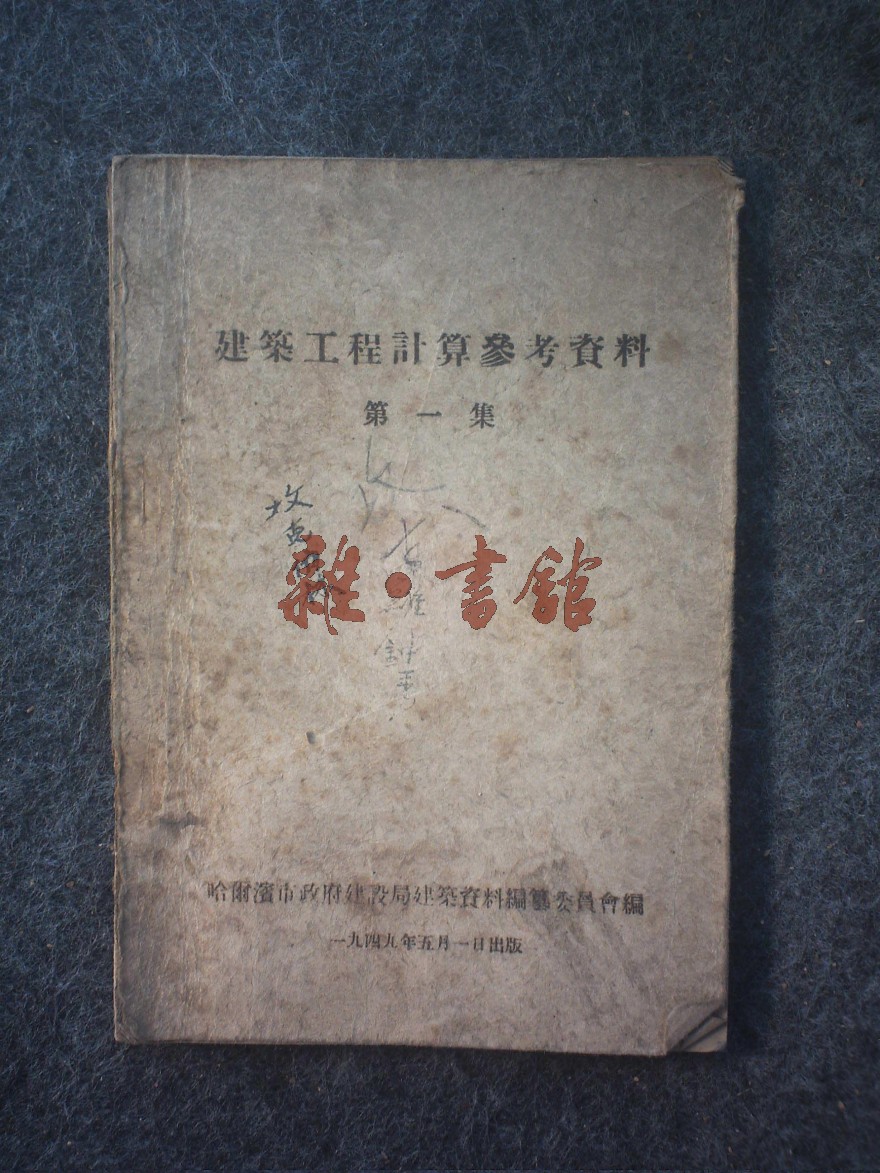 建築工程計算參考資料
第一集
雜·書館
哈爾濱市政府建設局建築資料編纂委員會編
一九四九年五月一日出版